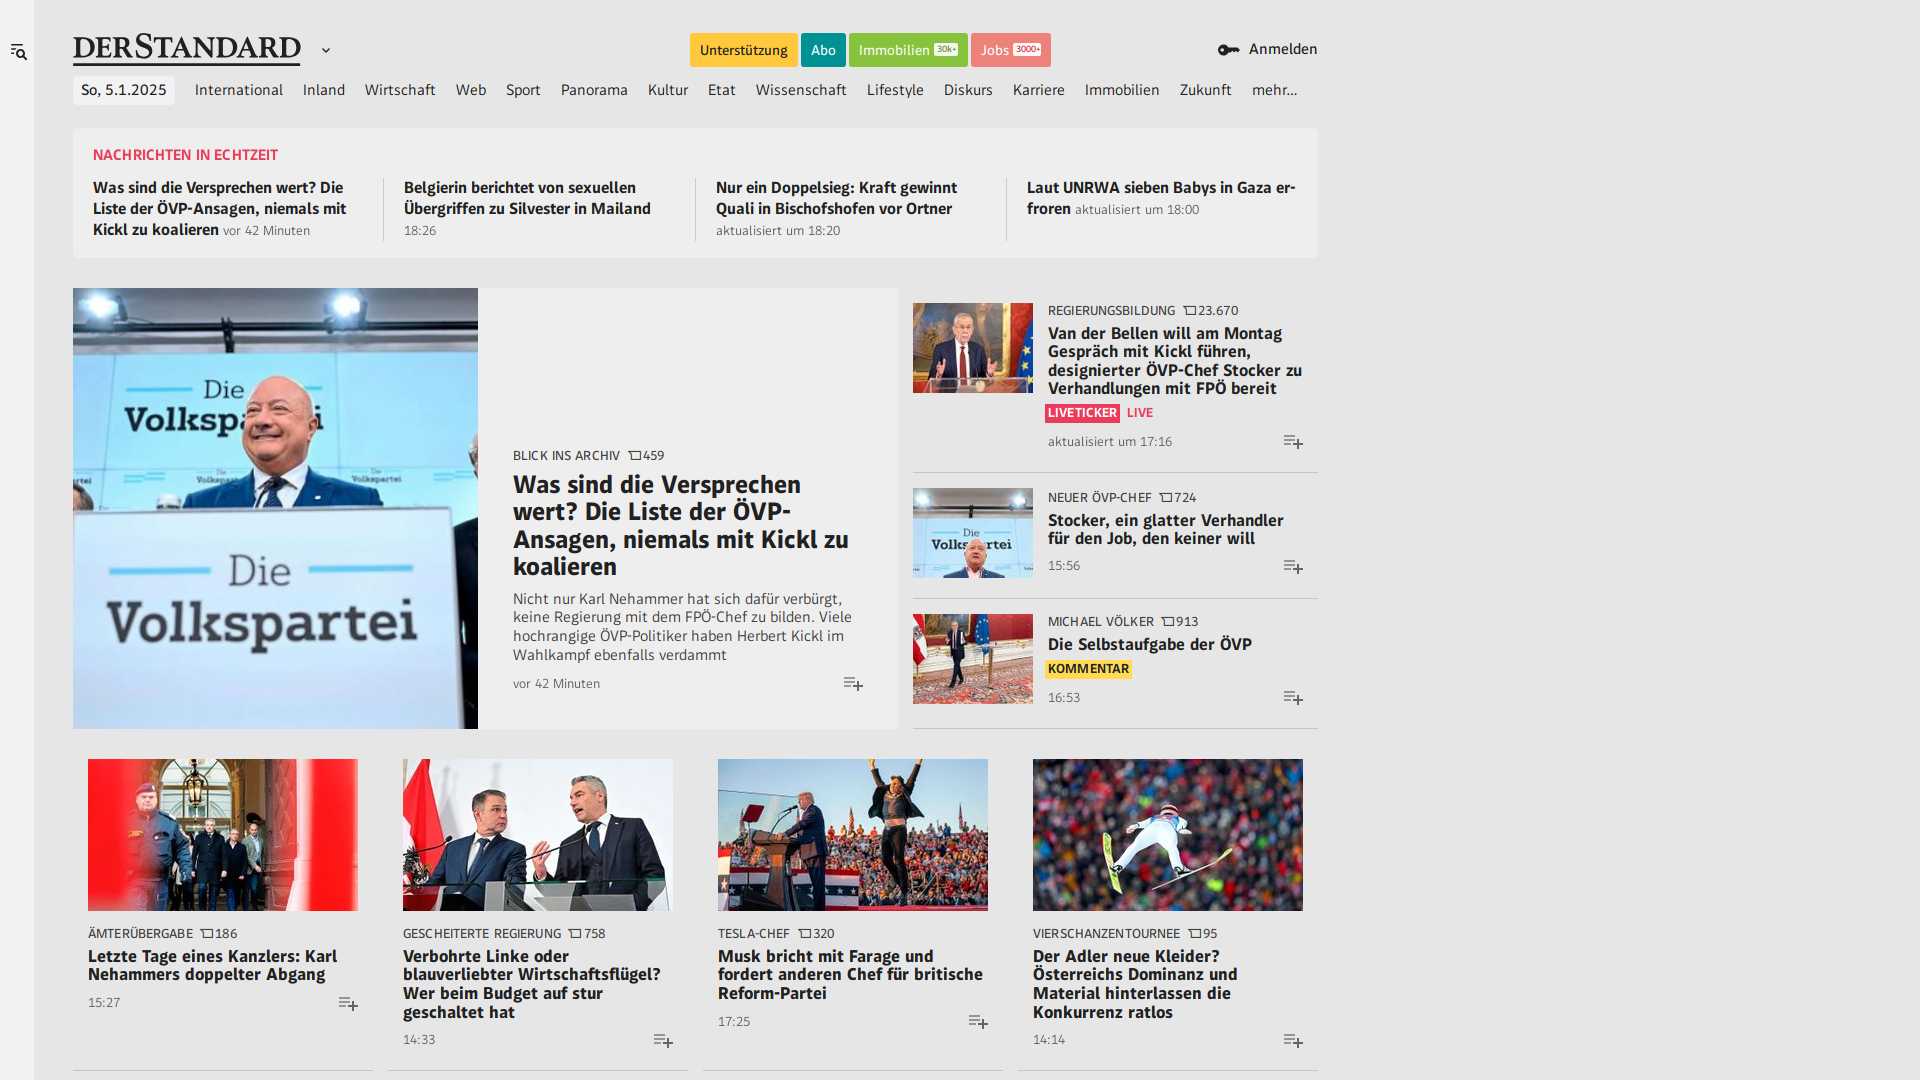 DERSTANDARD
Unterstützung
Abo
Immobilien 30k+
Jobs 3000+
Anmelden
So, 5.1.2025
International
Inland
Wirtschaft
Web
Sport
Panorama
Kultur
Etat
Wissenschaft
Lifestyle
Diskurs
Karriere
Immobilien
Zukunft
mehr...
NACHRICHTEN IN ECHTZEIT
Was sind die Versprechen wert? Die
Liste der ÖVP-Ansagen, niemals mit
Kickl zu koalieren vor 42 Minuten
Belgierin berichtet von sexuellen
Übergriffen zu Silvester in Mailand
18:26
Nur ein Doppelsieg: Kraft gewinnt
Quali in Bischofshofen vor Ortner
aktualisiert um 18:20
Laut UNRWA sieben Babys in Gaza er-
froren aktualisiert um 18:00
Die
Volkspartei
Die
Volkspartei
BLICK INS ARCHIV 459
Was sind die Versprechen
wert? Die Liste der ÖVP-
Ansagen, niemals mit Kickl zu
koalieren
Nicht nur Karl Nehammer hat sich dafür verbürgt,
keine Regierung mit dem FPÖ-Chef zu bilden. Viele
hochrangige ÖVP-Politiker haben Herbert Kickl im
Wahlkampf ebenfalls verdammt
vor 42 Minuten
REGIERUNGSBILDUNG 23.670
Van der Bellen will am Montag
Gespräch mit Kickl führen,
designierter ÖVP-Chef Stocker zu
Verhandlungen mit FPÖ bereit
LIVETICKER LIVE
aktualisiert um 17:16
NEUER ÖVP-CHEF 724
Stocker, ein glatter Verhandler
für den Job, den keiner will
15:56
MICHAEL VÖLKER 913
Die Selbstaufgabe der ÖVP
KOMMENTAR
16:53
ÄMTERÜBERGABE 186
Letzte Tage eines Kanzlers: Karl
Nehammers doppelter Abgang
15:27
GESCHEITERTE REGIERUNG 758
Verbohrte Linke oder
blauverliebter Wirtschaftsflügel?
Wer beim Budget auf stur
geschaltet hat
14:33
TESLA-CHEF 320
Musk bricht mit Farage und
fordert anderen Chef für britische
Reform-Partei
17:25
VIERSCHANZENTOURNEE 95
Der Adler neue Kleider?
Österreichs Dominanz und
Material hinterlassen die
Konkurrenz ratlos
14:14